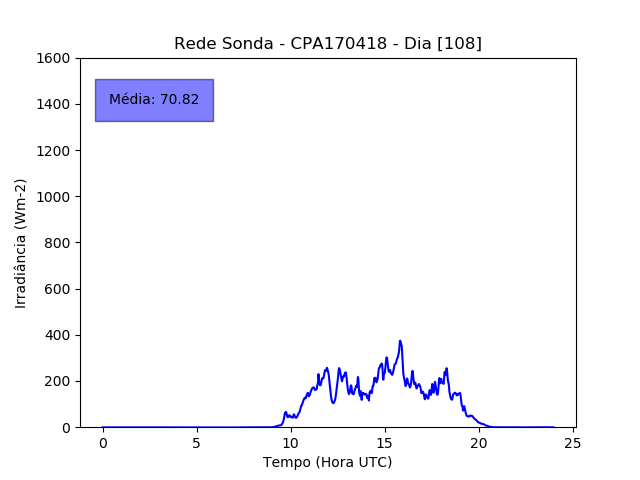 Rede Sonda - CPA170418 - Dia [108]
1600
1400
1200
1000
800
600
400
200
0
Média: 70.82
Irradiância (Wm-2)
0 5 10 15 20 25
Tempo (Hora UTC)